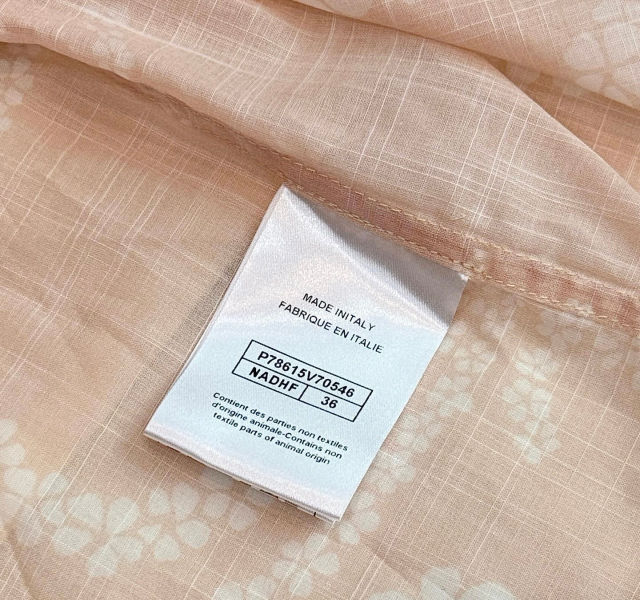 MADE INITALY
FABRIQUE EN ITALIE
P78615V70546
NADHF 36
Contient des parties non textiles
d'origine animale-Contains non
textile parts of animal origin